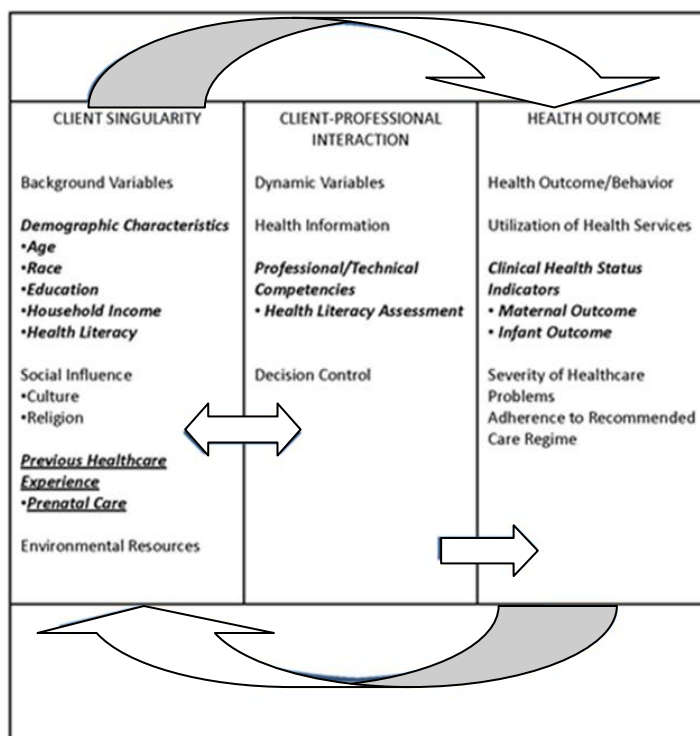 CLIENT SINGULARITY
Background Variables
Demographic Characteristics
•Age
•Race
•Education
•Household Income
•Health Literacy
Social Influence
•Culture
•Religion
Previous Healthcare
Experience
•Prenatal Care
Environmental Resources
CLIENT-PROFESSIONAL
INTERACTION
Dynamic Variables
Health Information
Professional/Technical
Competencies
• Health Literacy Assessment
Decision Control
HEALTH OUTCOME
Health Outcome/Behavior
Utilization of Health Services
Clinical Health Status
Indicators
• Maternal Outcome
• Infant Outcome
Severity of Healthcare
Problems
Adherence to Recommended
Care Regime